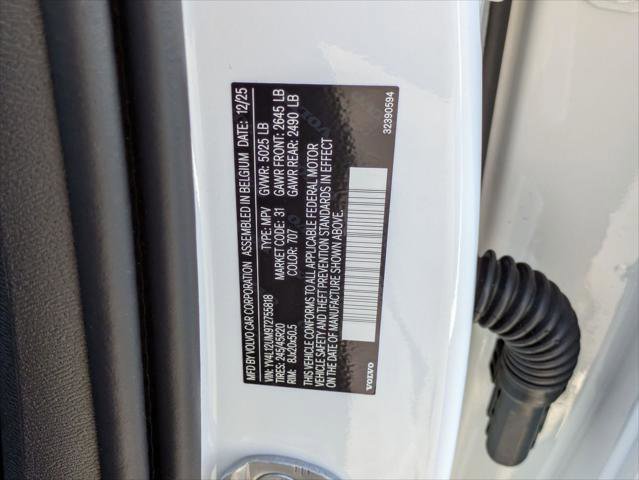 MFD BY VOLVO CAR CORPORATION ASSEMBLED IN BELGIUM DATE: 12/25
VIN: YV4L12UM9T2755818 TYPE: MPV GVWR: 5025 LB
TIRES: 245/45R20 MARKET CODE: 31 GAWR FRONT: 2645 LB
RIM: 8Jx20x50.5 COLOR: 707 GAWR REAR: 2490 LB
THIS VEHICLE CONFORMS TO ALL APPLICABLE FEDERAL MOTOR
VEHICLE SAFETY AND THEFT PREVENTION STANDARDS IN EFFECT
ON THE DATE OF MANUFACTURE SHOWN ABOVE.
VOLVO 32390594